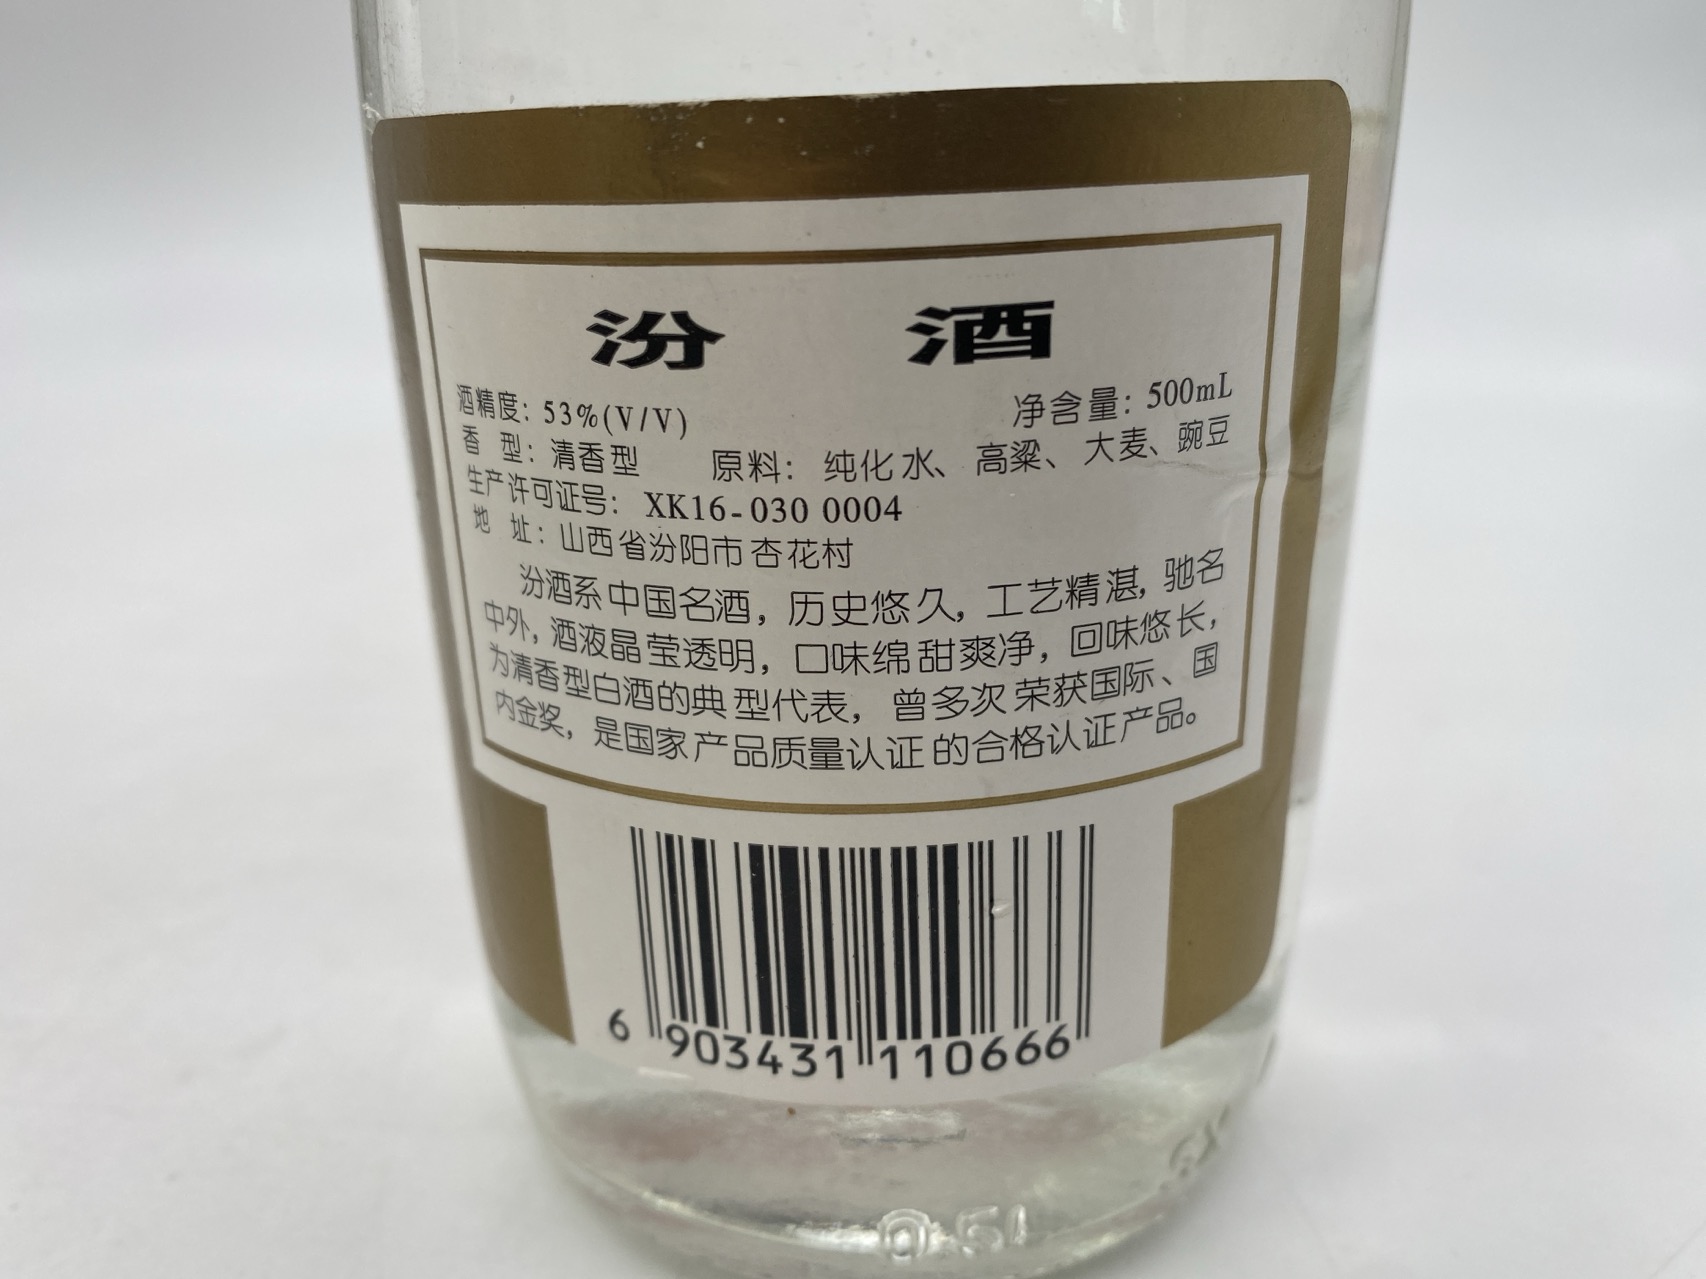 汾 酒
酒精度：53%(V/V) 净含量：500mL
香 型：清香型 原料：纯化水、高粱、大麦、豌豆
生产许可证号：XK16-030 0004
地 址：山西省汾阳市杏花村
汾酒系中国名酒，历史悠久，工艺精湛，驰名
中外，酒液晶莹透明，口味绵甜爽净，回味悠长，
为清香型白酒的典型代表，曾多次荣获国际、国
内金奖，是国家产品质量认证的合格认证产品。
6 903431 110666
0.5l